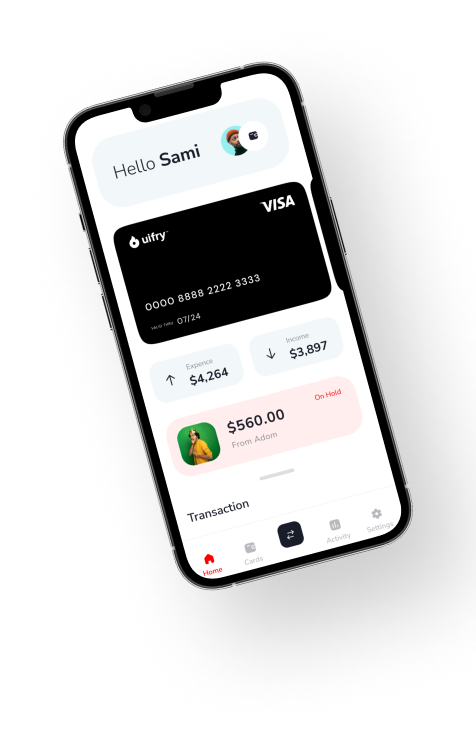 Hello Sami
uifry
VISA
0000 8888 2222 3333
VALID THRU 07/24
Expence
$4,264
Income
$3,897
$560.00
On Hold
From Adom
Transaction
Home
Cards
Activity
Settings